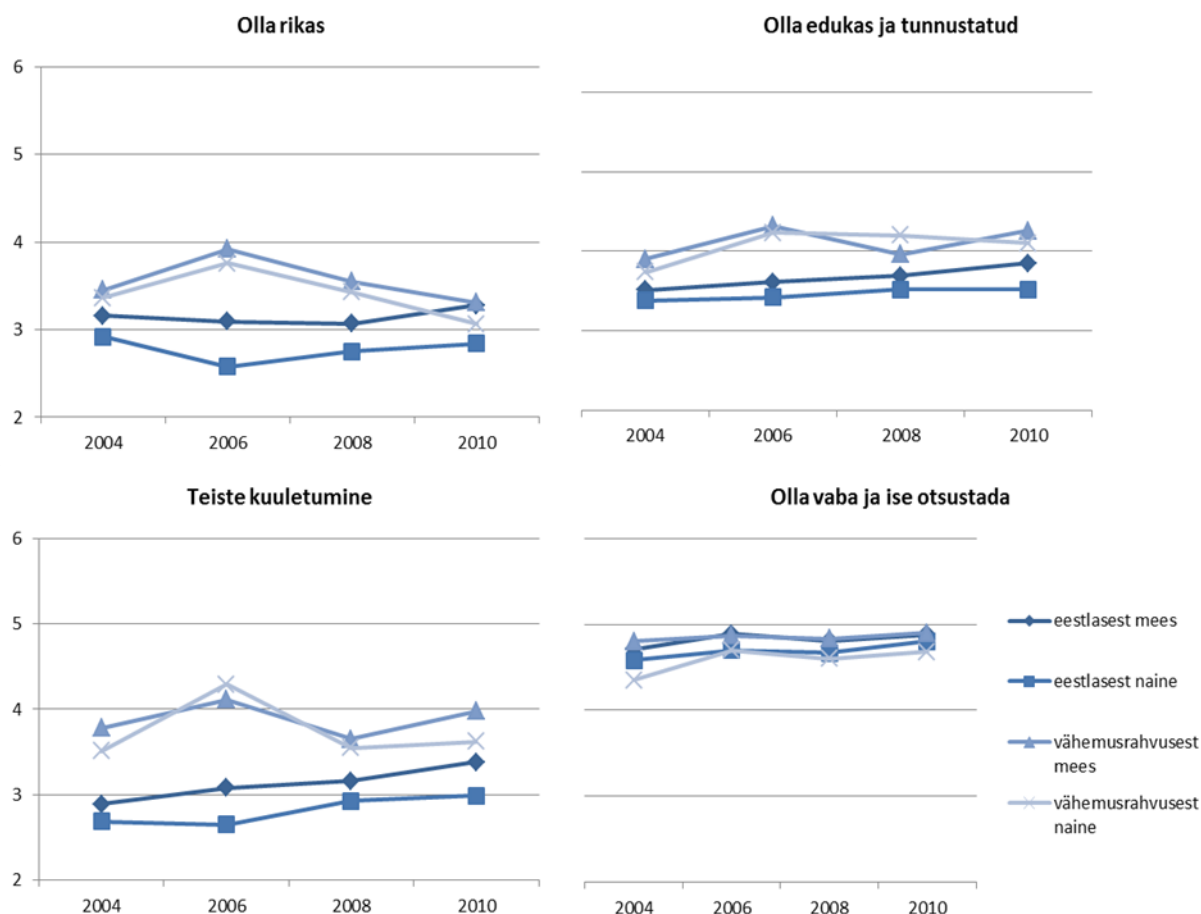 Olla rikas
6
5
4
3
2
2004 2006 2008 2010
Olla edukas ja tunnustatud
2004 2006 2008 2010
Teiste kuuletumine
6
5
4
3
2
2004 2006 2008 2010
Olla vaba ja ise otsustada
2004 2006 2008 2010
eestlasest mees
eestlasest naine
vähemusrahvusest
mees
vähemusrahvusest
naine